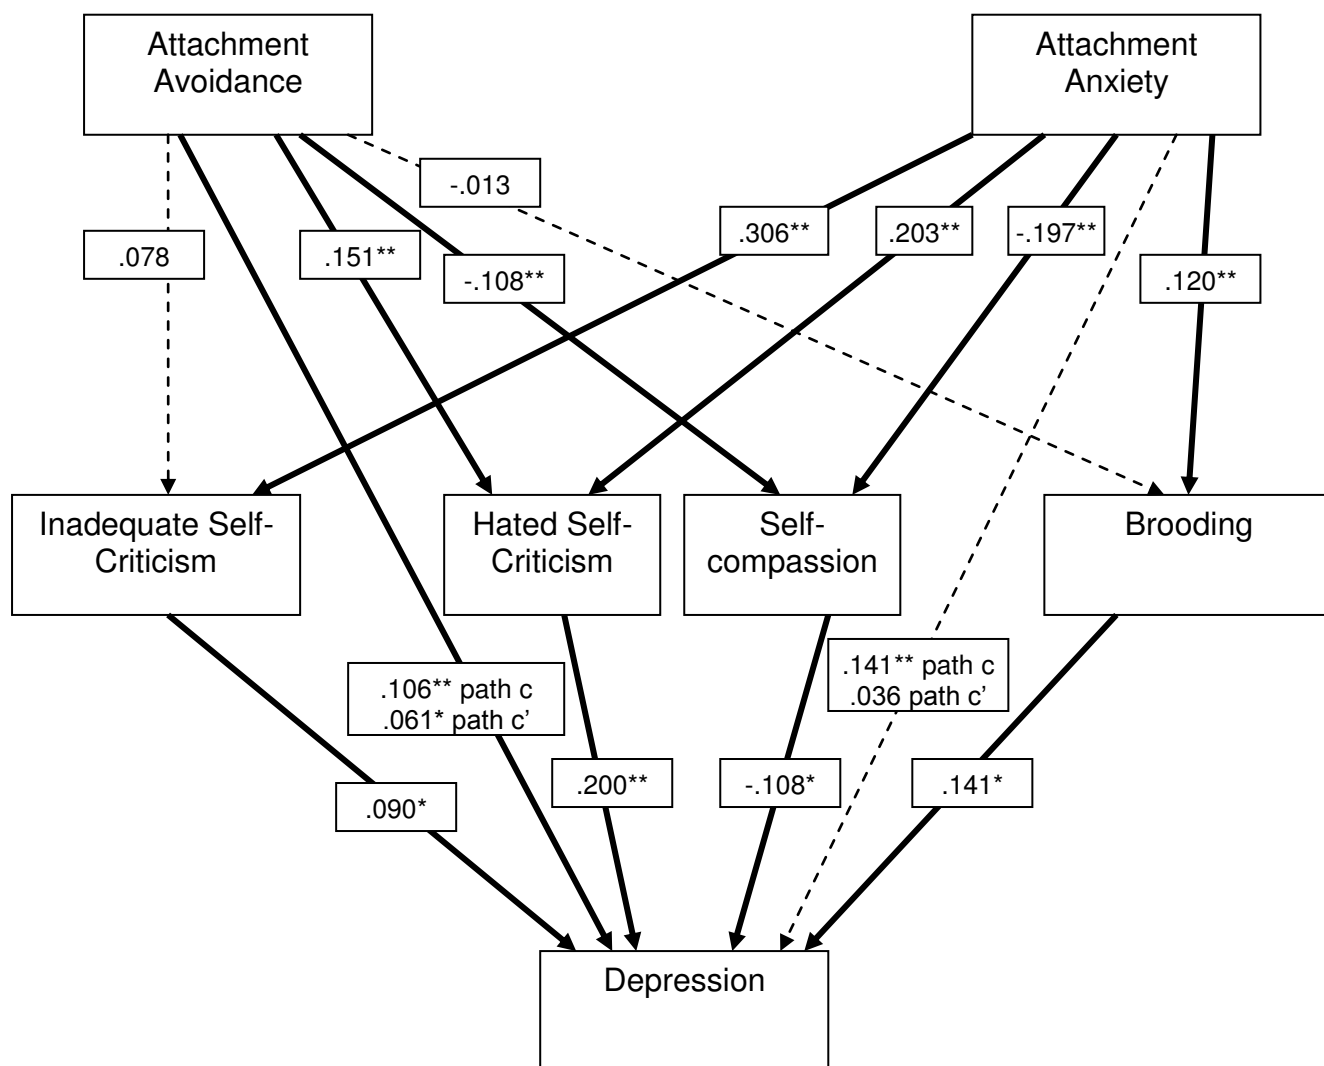 Attachment
Avoidance
Attachment
Anxiety
-.013
.078
.151**
-.108**
.306**
.203**
-.197**
.120**
Inadequate Self-
Criticism
Hated Self-
Criticism
Self-
compassion
Brooding
.106** path c
.061* path c’
.141** path c
.036 path c’
.090*
.200**
-.108*
.141*
Depression